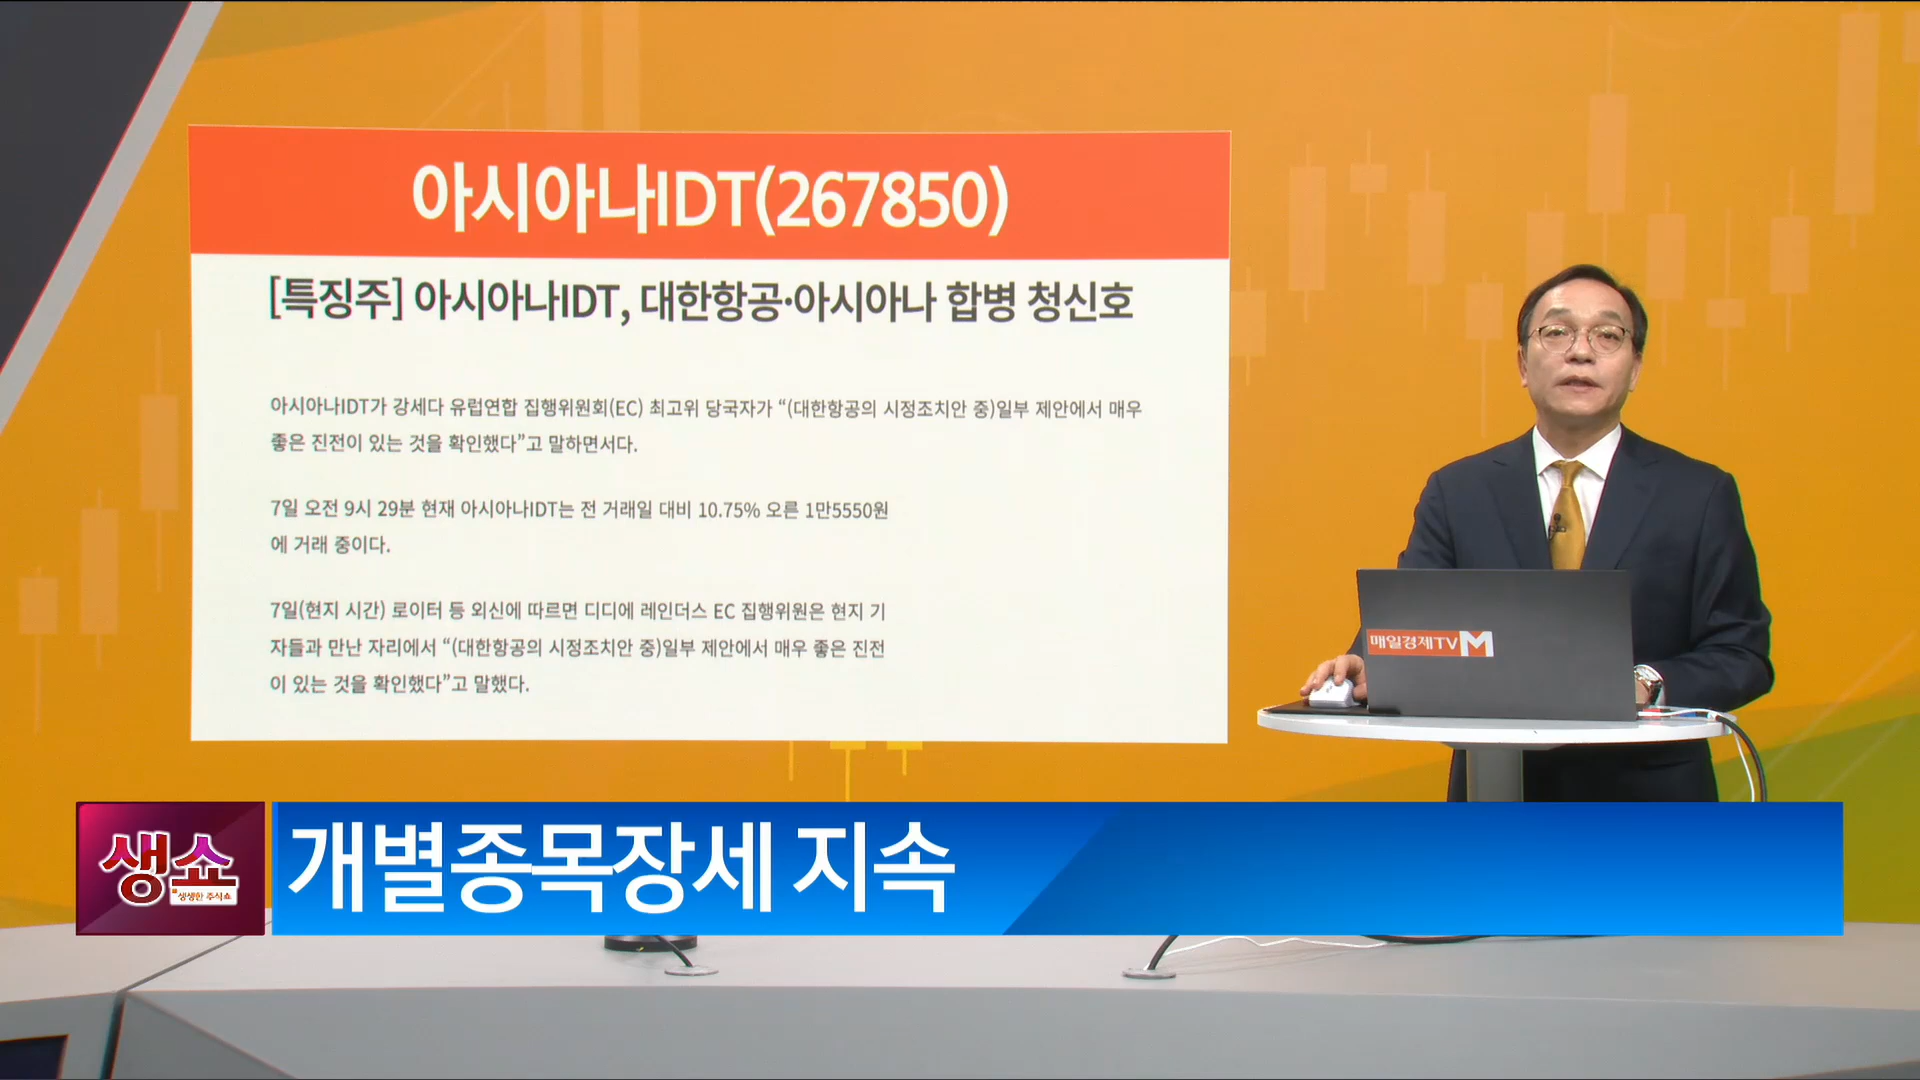 아시아나IDT(267850)
[특징주] 아시아나IDT, 대한항공·아시아나 합병 청신호
아시아나IDT가 강세다 유럽연합 집행위원회(EC) 최고위 당국자가 “(대한항공의 시정조치안 중)일부 제안에서 매우
좋은 진전이 있는 것을 확인했다”고 말하면서다.
7일 오전 9시 29분 현재 아시아나IDT는 전 거래일 대비 10.75% 오른 1만5550원
에 거래 중이다.
7일(현지 시간) 로이터 등 외신에 따르면 디디에 레인더스 EC 집행위원은 현지 기
자들과 만난 자리에서 “(대한항공의 시정조치안 중)일부 제안에서 매우 좋은 진전
이 있는 것을 확인했다”고 말했다.
매일경제TV M
생쇼
생생한 주식쇼
개별종목장세 지속